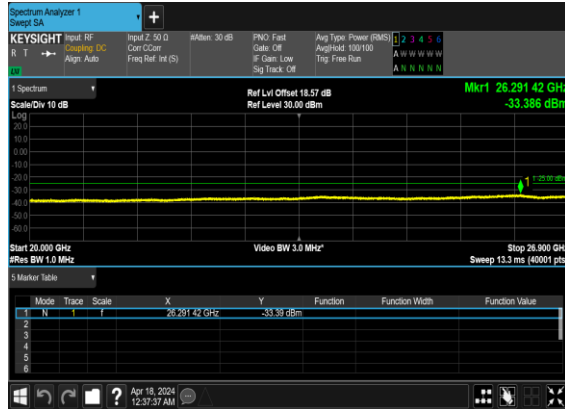 Spectrum Analyzer 1
Swept SA
+
KEYSIGHT Input: RF Input Z: 50 Ω #Atten: 30 dB PNO: Fast Avg Type: Power (RMS) 1 2 3 4 5 6
R T Coupling: DC Corr CCorr Gate: Off Avg|Hold: 100/100 A W W W W W
Align: Auto Freq Ref: Int (S) IF Gain: Low Trig: Free Run
Sig Track: Off A N N N N N
1 Spectrum
Ref Lvl Offset 18.57 dB Mkr1 26.291 42 GHz
Scale/Div 10 dB Ref Level 30.00 dBm -33.386 dBm
Log
20.0
10.0
0.00
-10.0
-20.0
1 -25.00 dBm
-30.0
-40.0
-50.0
-60.0
Start 20.000 GHz Video BW 3.0 MHz* Stop 26.900 GHz
#Res BW 1.0 MHz Sweep 13.3 ms (40001 pts)
5 Marker Table
Mode Trace Scale X Y Function Function Width Function Value
1 N 1 f 26.291 42 GHz -33.39 dBm
2
3
4
5
6
? Apr 18, 2024
12:37:37 AM